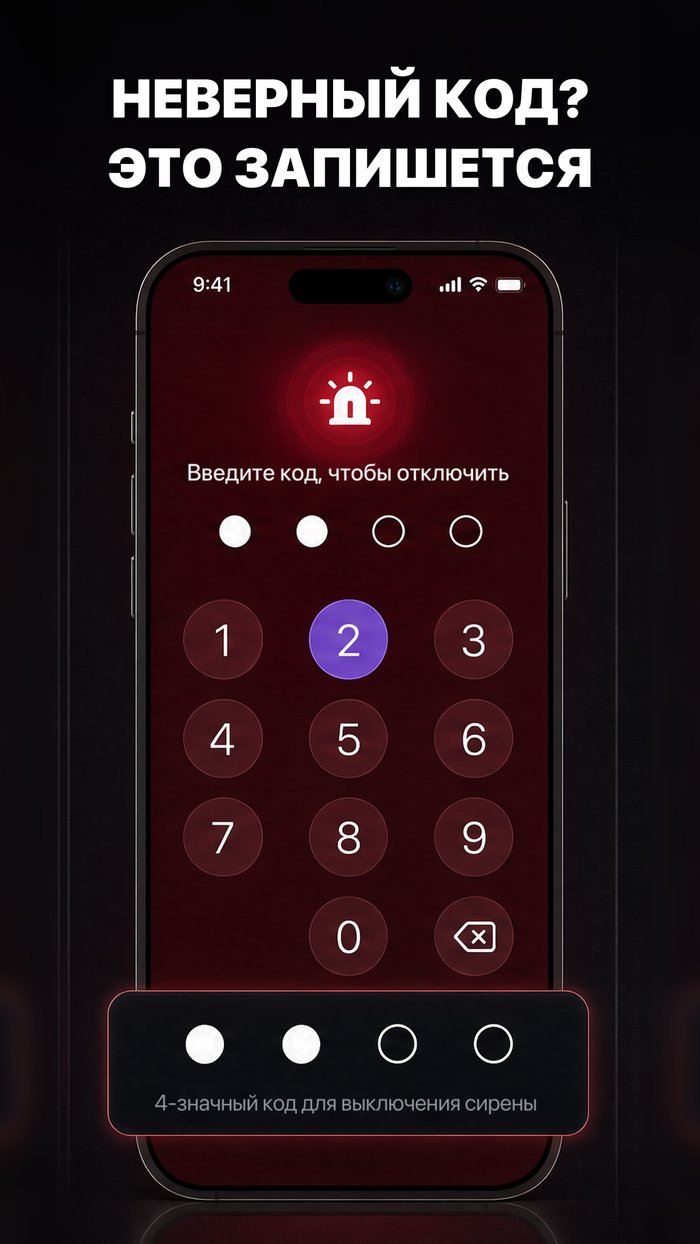 НЕВЕРНЫЙ КОД?
ЭТО ЗАПИШЕТСЯ
9:41
Введите код, чтобы отключить
1 2 3
4 5 6
7 8 9
0
4-значный код для выключения сирены